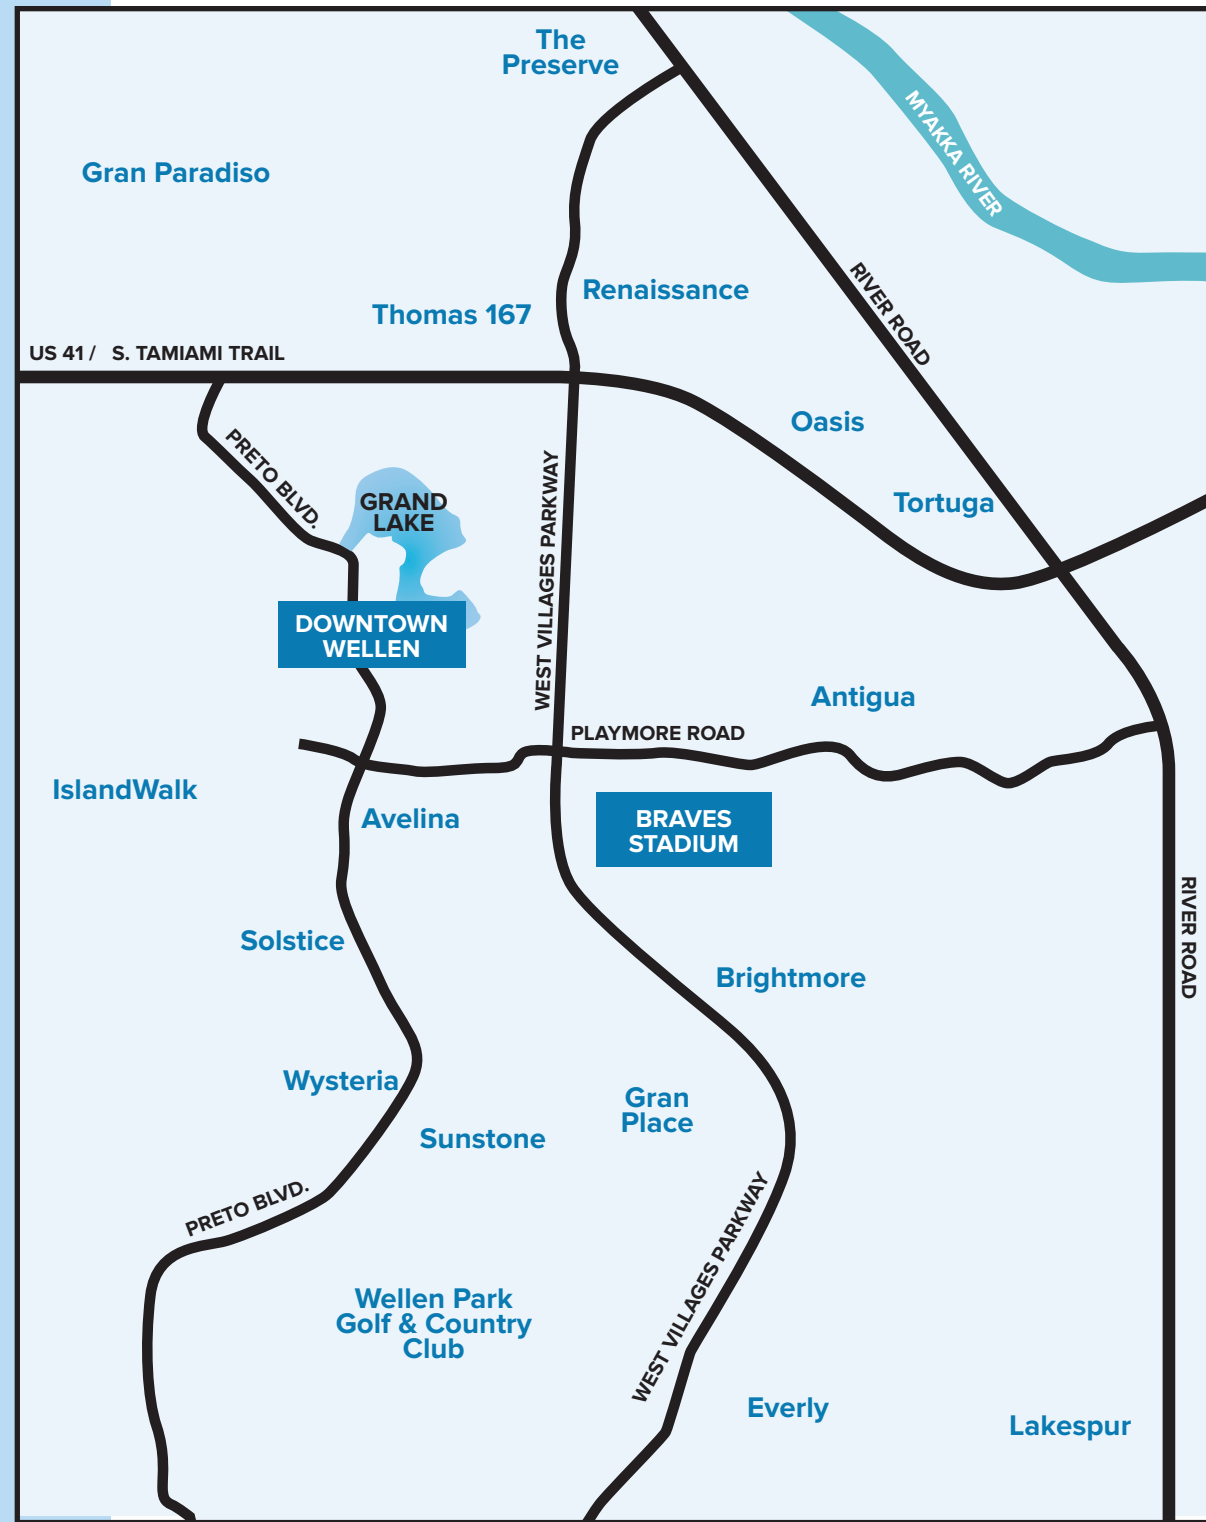 The
Preserve
MYAKKA RIVER
Gran Paradiso
RIVER ROAD
Renaissance
Thomas 167
US 41 / S. TAMIAMI TRAIL
Oasis
PRETO BLVD.
GRAND
LAKE
WEST VILLAGES PARKWAY
Tortuga
DOWNTOWN
WELLEN
Antigua
PLAYMORE ROAD
IslandWalk
Avelina
BRAVES
STADIUM
RIVER ROAD
Solstice
Brightmore
Wysteria
Gran
Place
Sunstone
PRETO BLVD.
WEST VILLAGES PARKWAY
Wellen Park
Golf & Country
Club
Everly
Lakespur